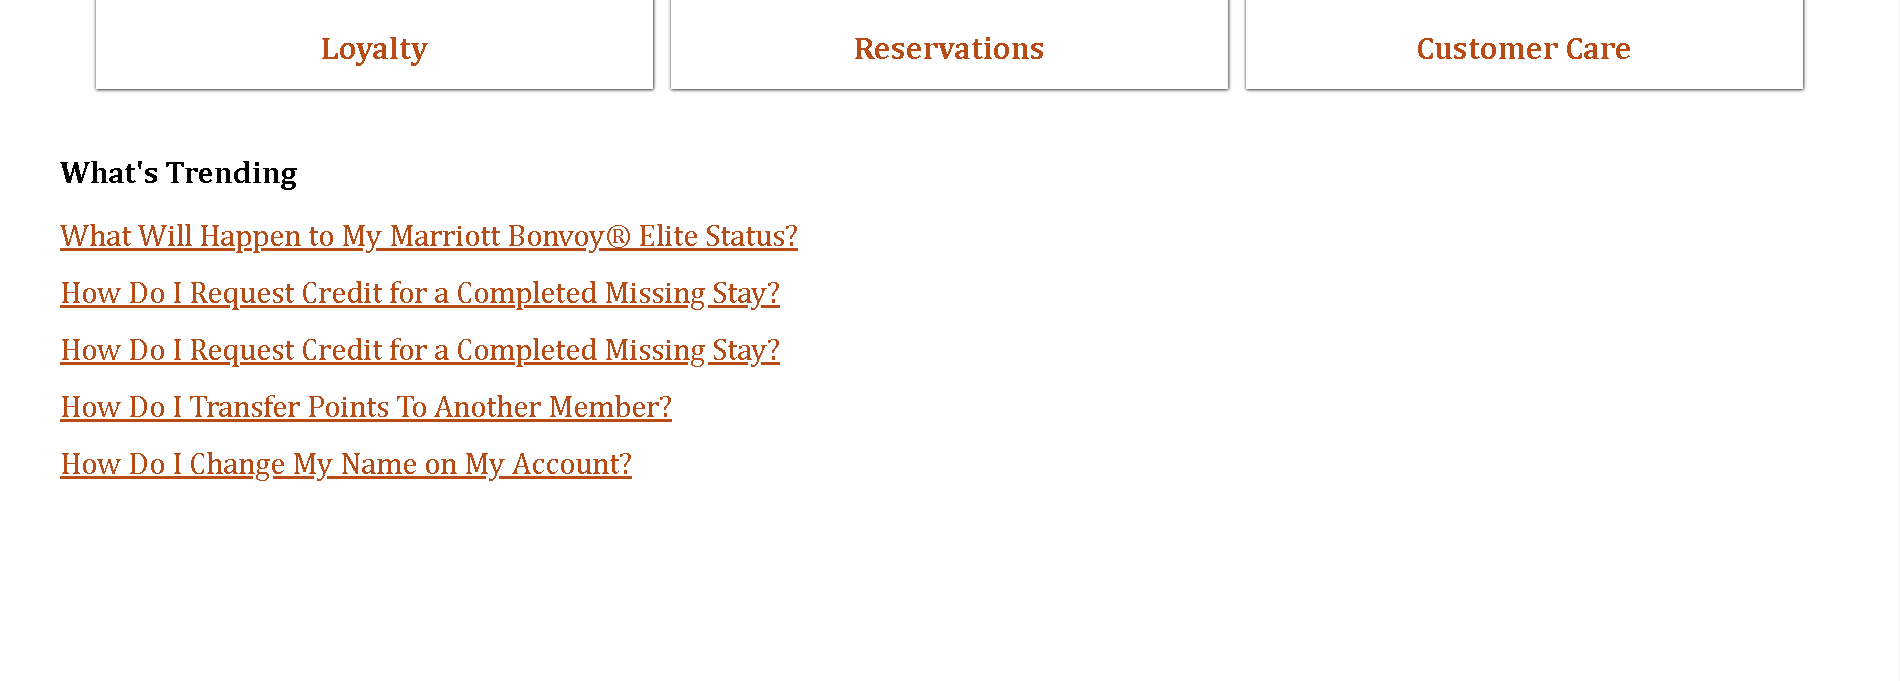 Loyalty
Reservations
Customer Care
What's Trending
What Will Happen to My Marriott Bonvoy® Elite Status?
How Do I Request Credit for a Completed Missing Stay?
How Do I Request Credit for a Completed Missing Stay?
How Do I Transfer Points To Another Member?
How Do I Change My Name on My Account?